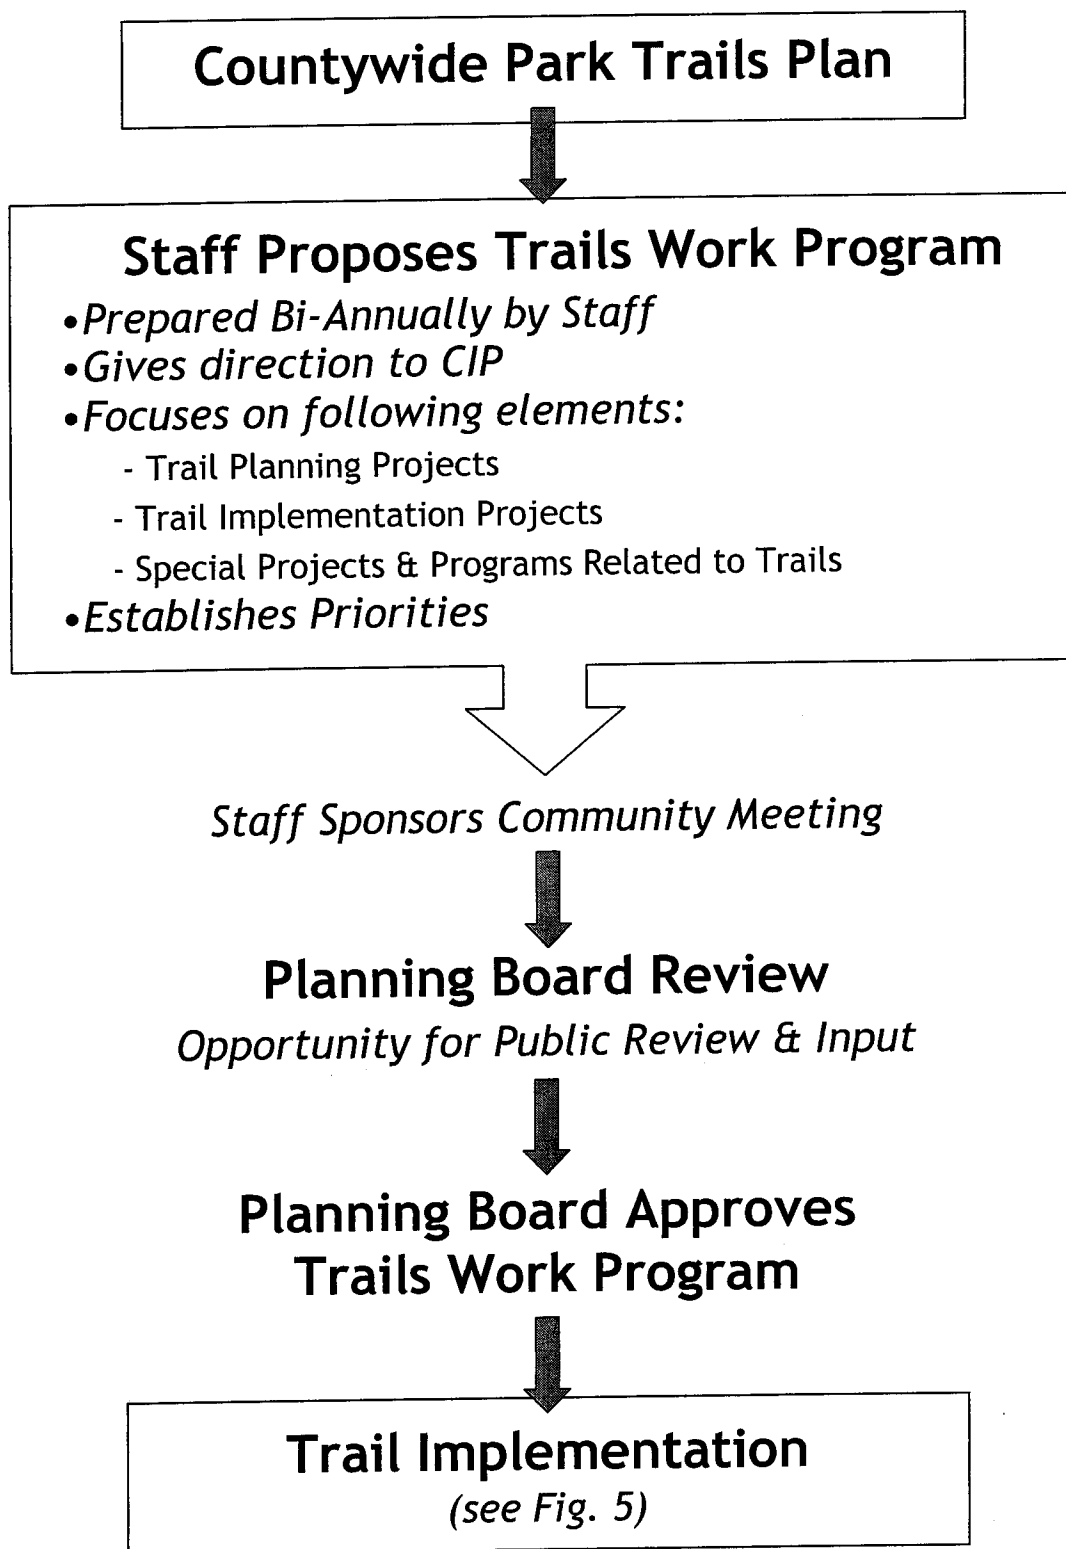 Countywide Park Trails Plan
Staff Proposes Trails Work Program
•Prepared Bi-Annually by Staff
•Gives direction to CIP
•Focuses on following elements:
- Trail Planning Projects
- Trail Implementation Projects
- Special Projects & Programs Related to Trails
•Establishes Priorities
Staff Sponsors Community Meeting
Planning Board Review
Opportunity for Public Review & Input
Planning Board Approves
Trails Work Program
Trail Implementation
(see Fig. 5)